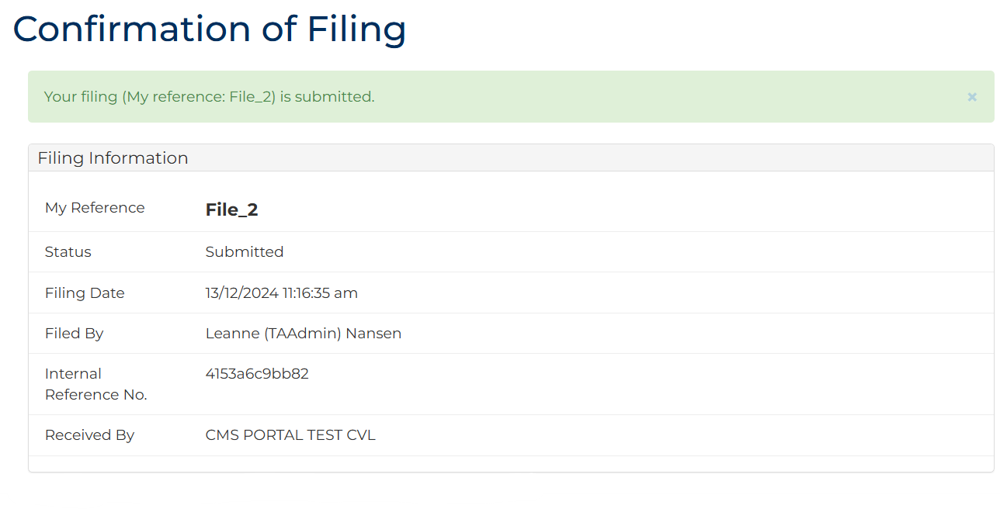 Confirmation of Filing
Your filing (My reference: File_2) is submitted.
×
Filing Information
My Reference File_2
Status Submitted
Filing Date 13/12/2024 11:16:35 am
Filed By Leanne (TAAdmin) Nansen
Internal 4153a6c9bb82
Reference No.
Received By CMS PORTAL TEST CVL